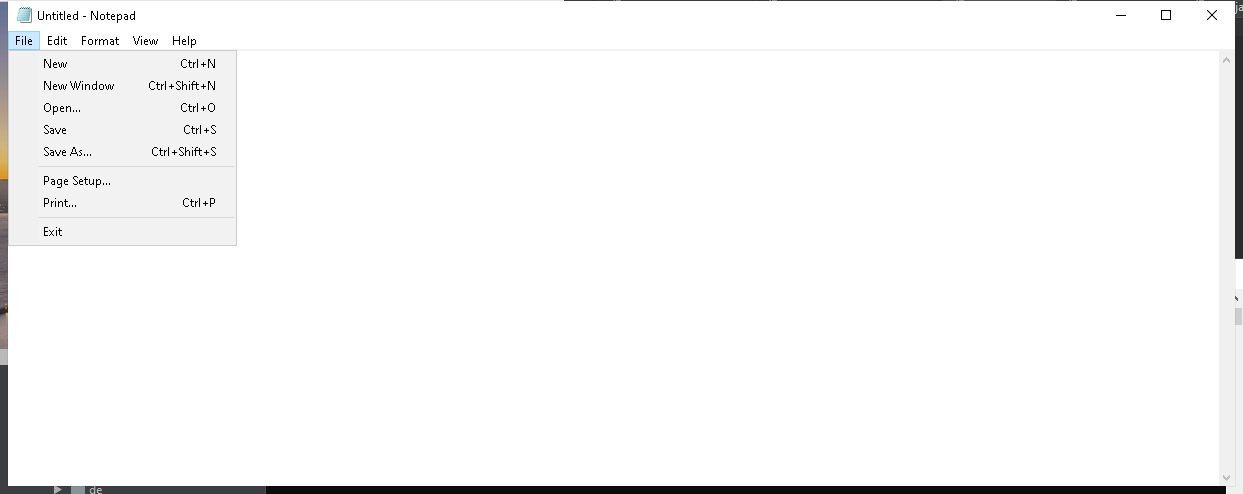 Untitled - Notepad
File Edit Format View Help
New Ctrl+N
New Window Ctrl+Shift+N
Open... Ctrl+O
Save Ctrl+S
Save As... Ctrl+Shift+S
Page Setup...
Print... Ctrl+P
Exit
ja
de